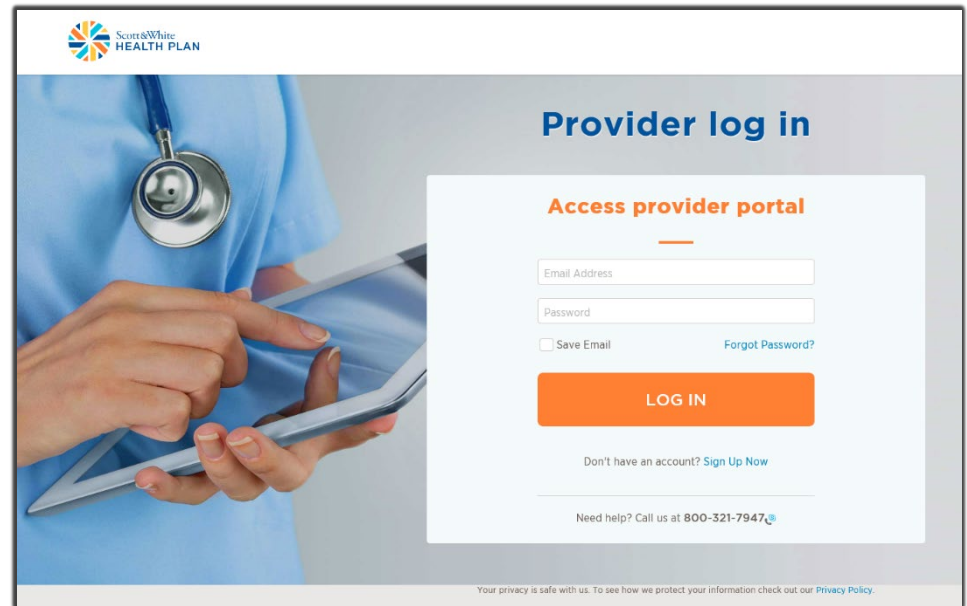 Scott&White
HEALTH PLAN
Provider log in
Access provider portal
Email Address
Password
Save Email
Forgot Password?
LOG IN
Don't have an account? Sign Up Now
Need help? Call us at 800-321-7947
Your privacy is safe with us. To see how we protect your information check out our Privacy Policy.